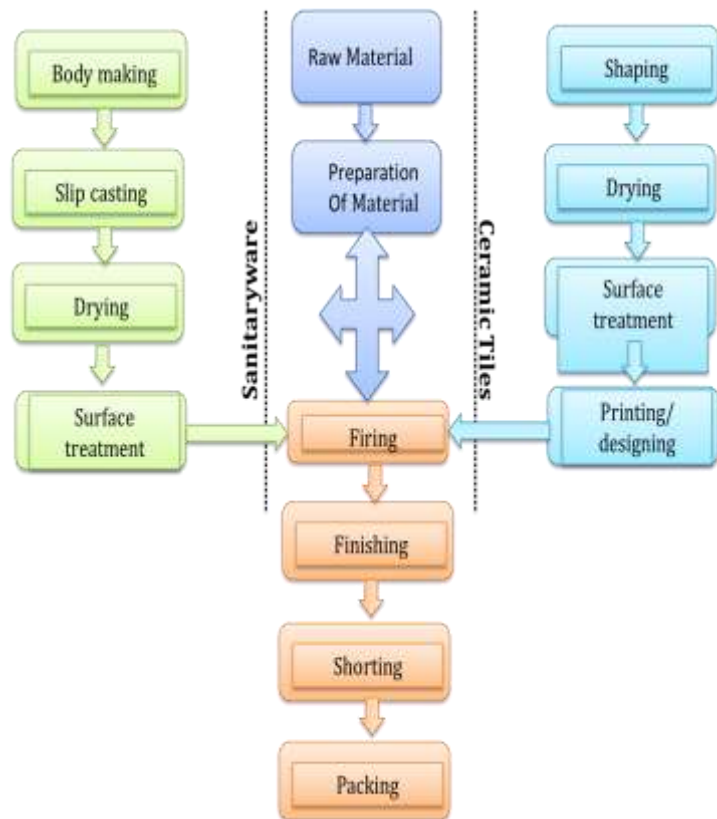 Body making
Slip casting
Drying
Surface
treatment
Sanitaryware
Raw Material
Preparation
Of Material
Firing
Finishing
Shorting
Packing
Ceramic Tiles
Shaping
Drying
Surface
treatment
Printing/
designing